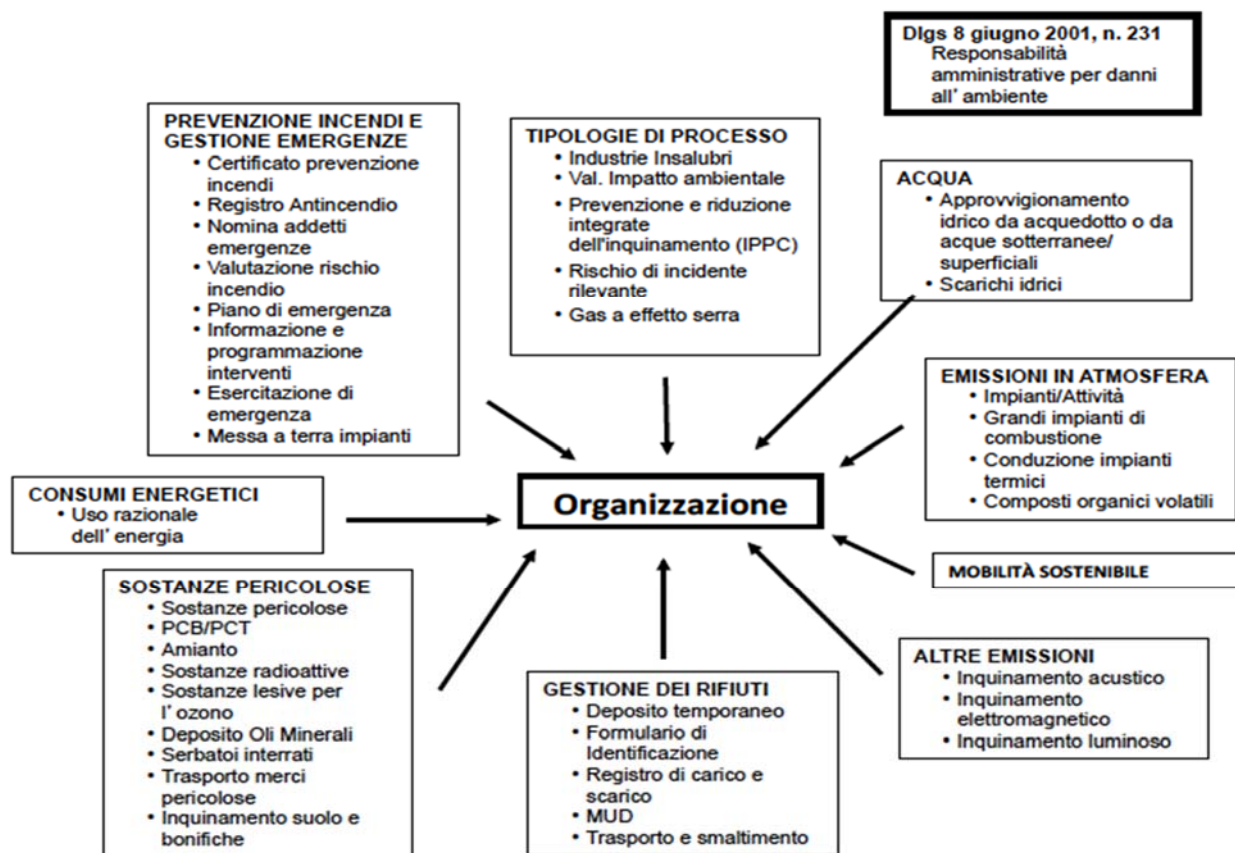 Dlgs 8 giugno 2001, n. 231
Responsabilità
amministrative per danni
all' ambiente
PREVENZIONE INCENDI E
GESTIONE EMERGENZE
• Certificato prevenzione
incendi
• Registro Antincendio
• Nomina addetti
emergenze
• Valutazione rischio
incendio
• Piano di emergenza
• Informazione e
programmazione
interventi
• Esercitazione di
emergenza
• Messa a terra impianti
TIPOLOGIE DI PROCESSO
• Industrie Insalubri
• Val. Impatto ambientale
• Prevenzione e riduzione
integrate
dell'inquinamento (IPPC)
• Rischio di incidente
rilevante
• Gas a effetto serra
ACQUA
• Approvvigionamento
idrico da acquedotto o da
acque sotterranee/
superficiali
• Scarichi idrici
EMISSIONI IN ATMOSFERA
• Impianti/Attività
• Grandi impianti di
combustione
• Conduzione impianti
termici
• Composti organici volatili
CONSUMI ENERGETICI
• Uso razionale
dell' energia
Organizzazione
MOBILITÀ SOSTENIBILE
SOSTANZE PERICOLOSE
• Sostanze pericolose
• PCB/PCT
• Amianto
• Sostanze radioattive
• Sostanze lesive per
l' ozono
• Deposito Oli Minerali
• Serbatoi interrati
• Trasporto merci
pericolose
• Inquinamento suolo e
bonifiche
GESTIONE DEI RIFIUTI
• Deposito temporaneo
• Formulario di
Identificazione
• Registro di carico e
scarico
• MUD
• Trasporto e smaltimento
ALTRE EMISSIONI
• Inquinamento acustico
• Inquinamento
elettromagnetico
• Inquinamento luminoso